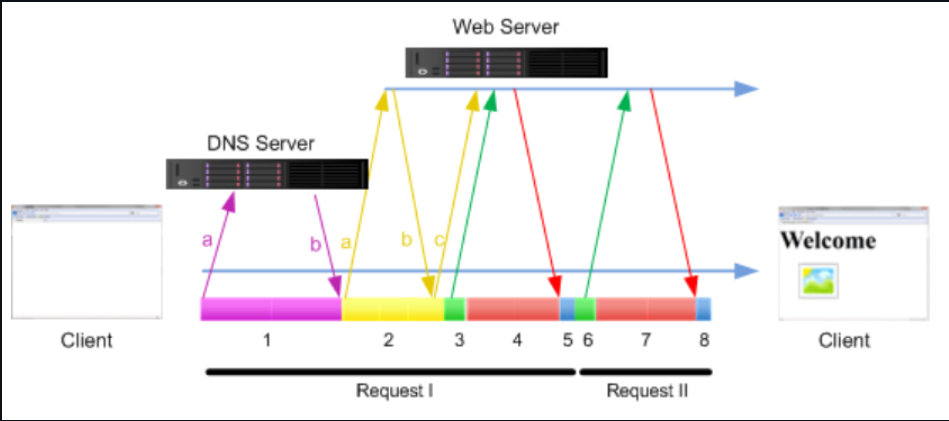 Web Server
DNS Server
a
b
a
b
c
Welcome
Client
1 2 3 4 5 6 7 8
Client
Request I
Request II